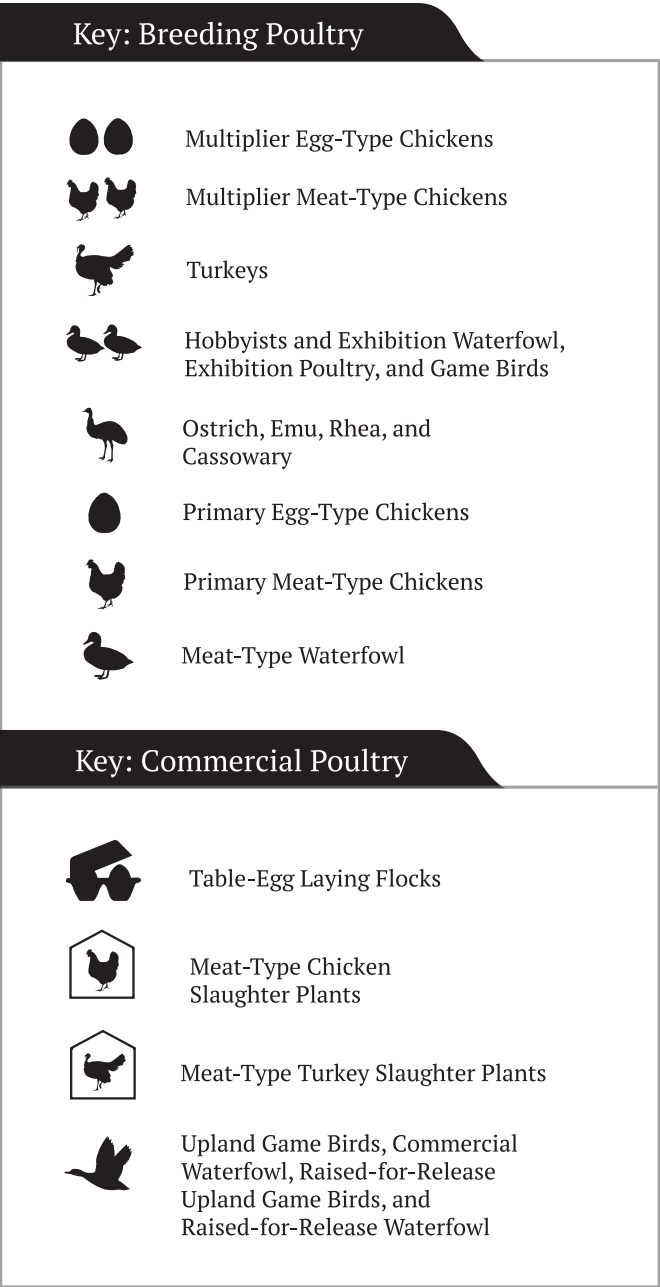 Key: Breeding Poultry
Multiplier Egg-Type Chickens
Multiplier Meat-Type Chickens
Turkeys
Hobbyists and Exhibition Waterfowl,
Exhibition Poultry, and Game Birds
Ostrich, Emu, Rhea, and
Cassowary
Primary Egg-Type Chickens
Primary Meat-Type Chickens
Meat-Type Waterfowl
Key: Commercial Poultry
Table-Egg Laying Flocks
Meat-Type Chicken
Slaughter Plants
Meat-Type Turkey Slaughter Plants
Upland Game Birds, Commercial
Waterfowl, Raised-for-Release
Upland Game Birds, and
Raised-for-Release Waterfowl